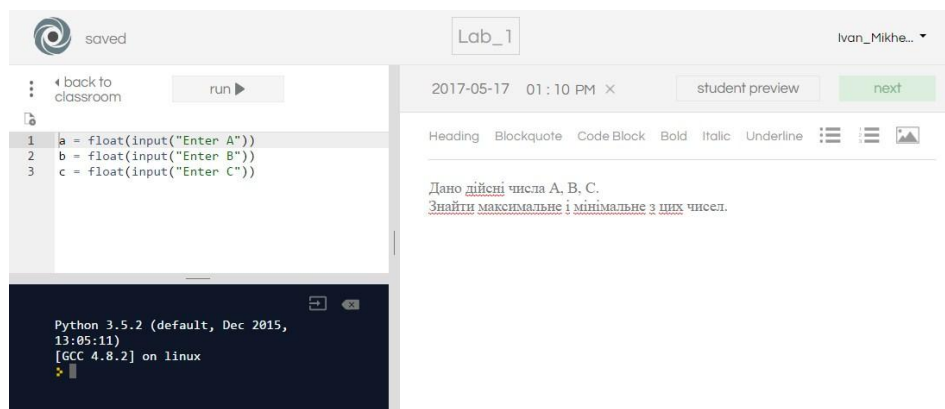 saved
Lab_1
Ivan_Mikhe...
back to
classroom
run
1 a = float(input("Enter A"))
2 b = float(input("Enter B"))
3 c = float(input("Enter C"))
Python 3.5.2 (default, Dec 2015,
13:05:11)
[GCC 4.8.2] on linux
2017-05-17 01:10 PM ×
student preview
next
Heading Blockquote Code Block Bold Italic Underline
Дано дійсні числа А, В, С.
Знайти максимальне і мінімальне з цих чисел.